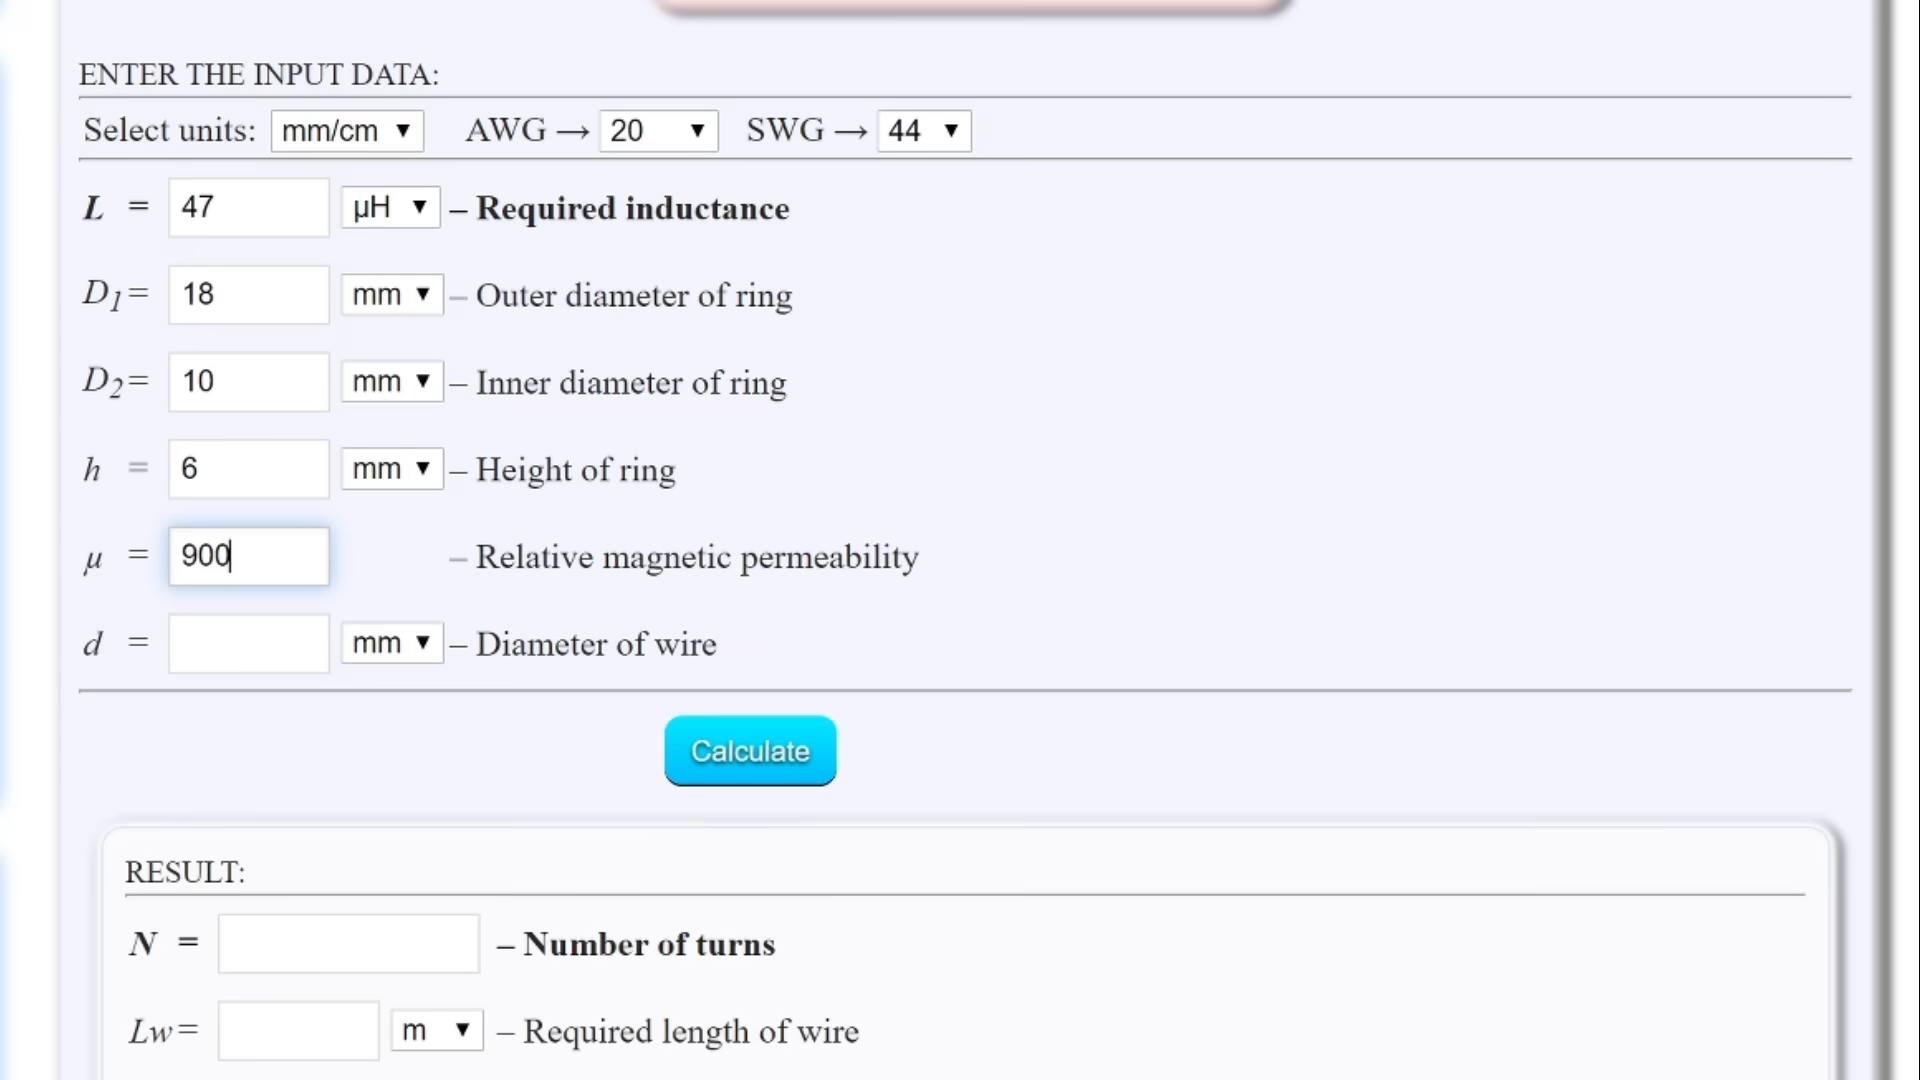 ENTER THE INPUT DATA:
Select units: mm/cm AWG → 20 SWG → 44
L = 47 µH – Required inductance
D1= 18 mm – Outer diameter of ring
D2= 10 mm – Inner diameter of ring
h = 6 mm – Height of ring
µ = 900 – Relative magnetic permeability
d = mm – Diameter of wire
Calculate
RESULT:
N = – Number of turns
Lw= m – Required length of wire